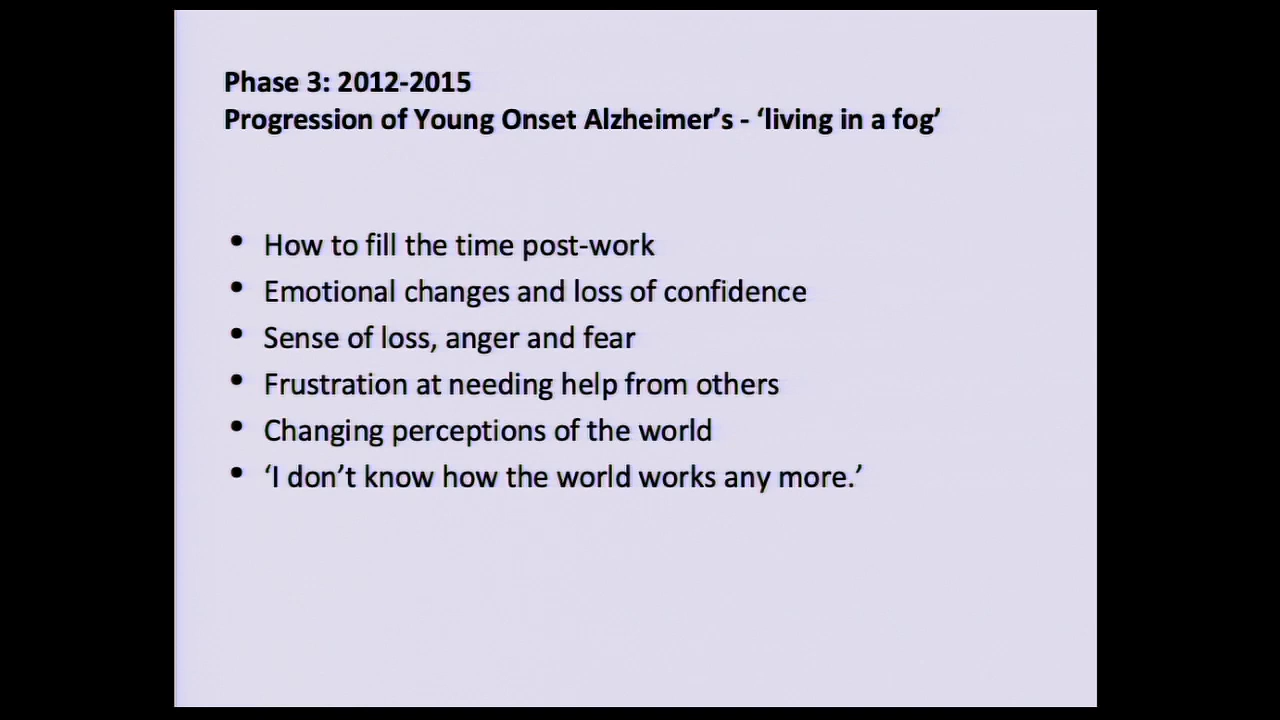 Phase 3: 2012-2015
Progression of Young Onset Alzheimer’s - ‘living in a fog’
• How to fill the time post-work
• Emotional changes and loss of confidence
• Sense of loss, anger and fear
• Frustration at needing help from others
• Changing perceptions of the world
• ‘I don’t know how the world works any more.’